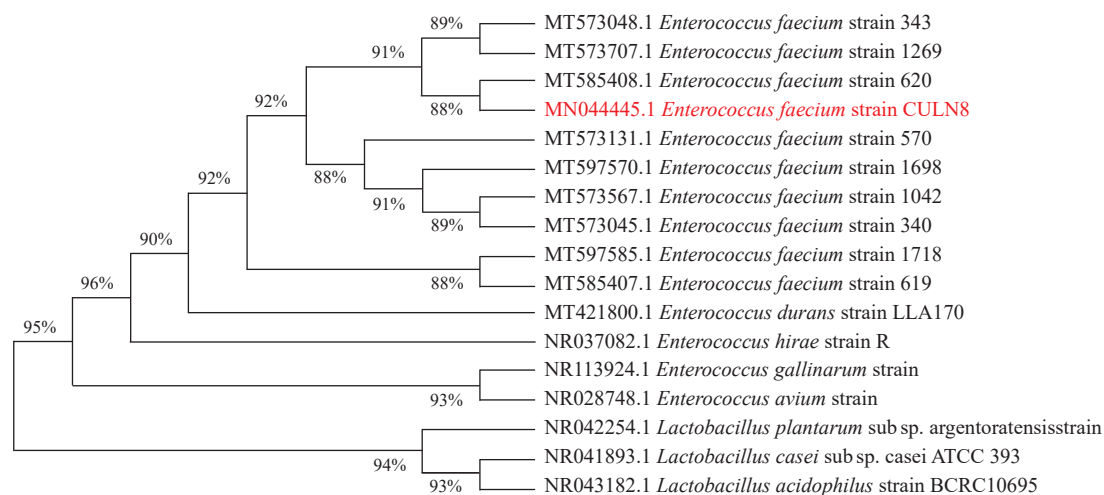 89%
MT573048.1 Enterococcus faecium strain 343
91%
MT573707.1 Enterococcus faecium strain 1269
MT585408.1 Enterococcus faecium strain 620
92%
88%
MN044445.1 Enterococcus faecium strain CULN8
MT573131.1 Enterococcus faecium strain 570
92%
88%
MT597570.1 Enterococcus faecium strain 1698
91%
MT573567.1 Enterococcus faecium strain 1042
89%
MT573045.1 Enterococcus faecium strain 340
90%
MT597585.1 Enterococcus faecium strain 1718
96%
88%
MT585407.1 Enterococcus faecium strain 619
MT421800.1 Enterococcus durans strain LLA170
95%
NR037082.1 Enterococcus hirae strain R
NR113924.1 Enterococcus gallinarum strain
93%
NR028748.1 Enterococcus avium strain
NR042254.1 Lactobacillus plantarum sub sp. argentoratensisstrain
94%
NR041893.1 Lactobacillus casei sub sp. casei ATCC 393
93%
NR043182.1 Lactobacillus acidophilus strain BCRC10695